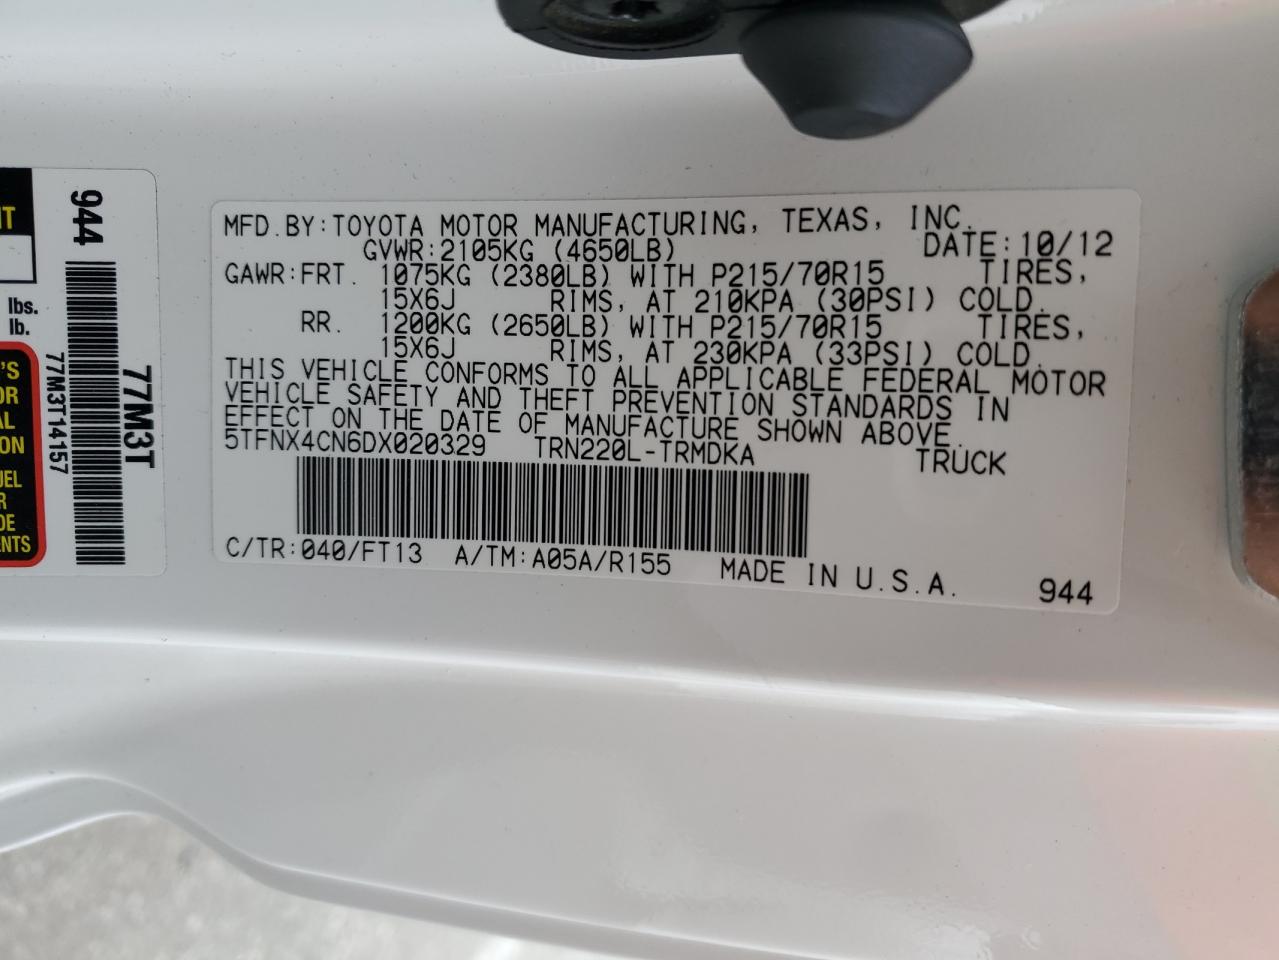 MFD.BY:TOYOTA MOTOR MANUFACTURING, TEXAS, INC.
GVWR:2105KG (4650LB) DATE:10/12
GAWR:FRT. 1075KG (2380LB) WITH P215/70R15 TIRES,
15X6J RIMS, AT 210KPA (30PSI) COLD.
RR. 1200KG (2650LB) WITH P215/70R15 TIRES,
15X6J RIMS, AT 230KPA (33PSI) COLD.
THIS VEHICLE CONFORMS TO ALL APPLICABLE FEDERAL MOTOR
VEHICLE SAFETY AND THEFT PREVENTION STANDARDS IN
EFFECT ON THE DATE OF MANUFACTURE SHOWN ABOVE.
5TFNX4CN6DX020329 TRN220L-TRMDKA TRUCK
C/TR:040/FT13 A/TM:A05A/R155 MADE IN U.S.A.
944
944
77M3T
77M3T14157
lbs.
lb.